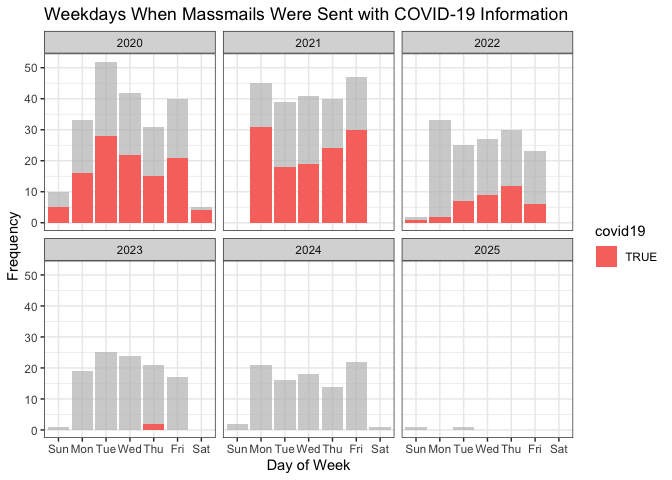 Weekdays When Massmails Were Sent with COVID-19 Information
2020 2021 2022
50
40
30
20
10
0
2023 2024 2025
50
40
30
20
10
0
Sun Mon Tue Wed Thu Fri Sat Sun Mon Tue Wed Thu Fri Sat Sun Mon Tue Wed Thu Fri Sat
Day of Week
Frequency
covid19
TRUE